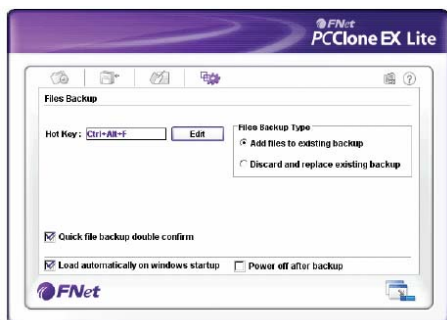 FNet
PCClone EX Lite
Files Backup
Hot Key: Ctrl+Alt+F Edit
Files Backup Type
Add files to existing backup
Discard and replace existing backup
Quick file backup double confirm
Load automatically on windows startup Power off after backup
FNet